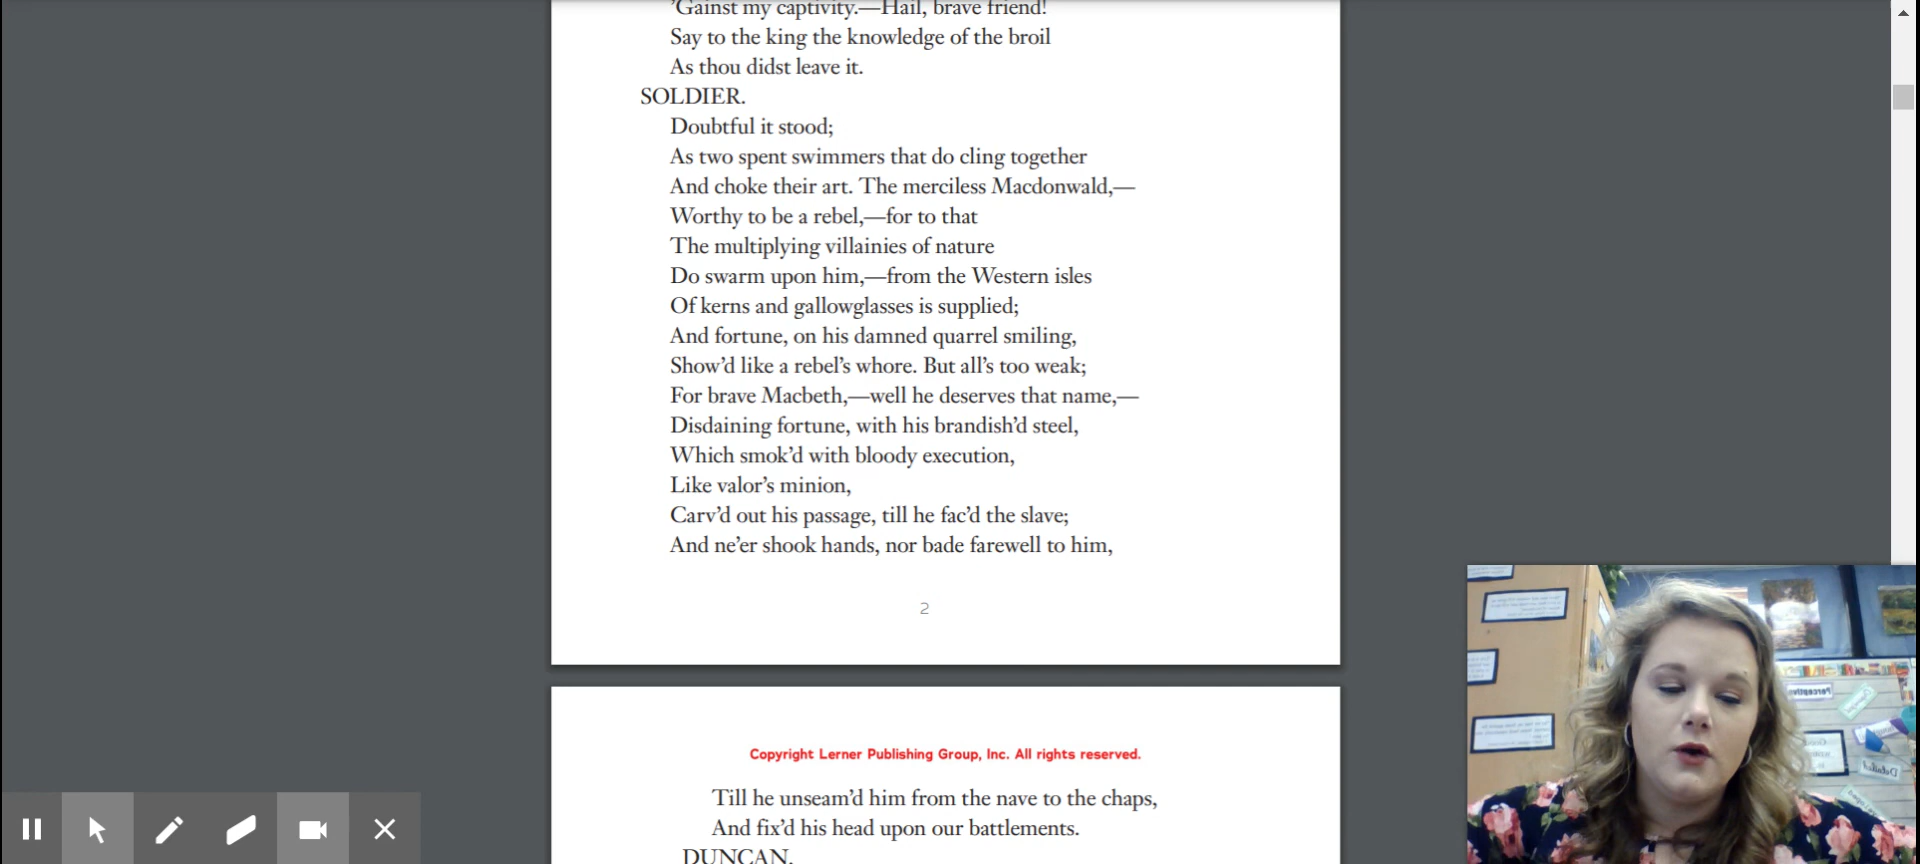 'Gainst my captivity.—Hail, brave friend!
Say to the king the knowledge of the broil
As thou didst leave it.
SOLDIER.
Doubtful it stood;
As two spent swimmers that do cling together
And choke their art. The merciless Macdonwald,—
Worthy to be a rebel,—for to that
The multiplying villainies of nature
Do swarm upon him,—from the Western isles
Of kerns and gallowglasses is supplied;
And fortune, on his damned quarrel smiling,
Show'd like a rebel's whore. But all's too weak;
For brave Macbeth,—well he deserves that name,—
Disdaining fortune, with his brandish'd steel,
Which smok'd with bloody execution,
Like valor's minion,
Carv'd out his passage, till he fac'd the slave;
And ne'er shook hands, nor bade farewell to him,
2
Copyright Lerner Publishing Group, Inc. All rights reserved.
Till he unseam'd him from the nave to the chaps,
And fix'd his head upon our battlements.
DUNCAN.
Perceptive
Detailed